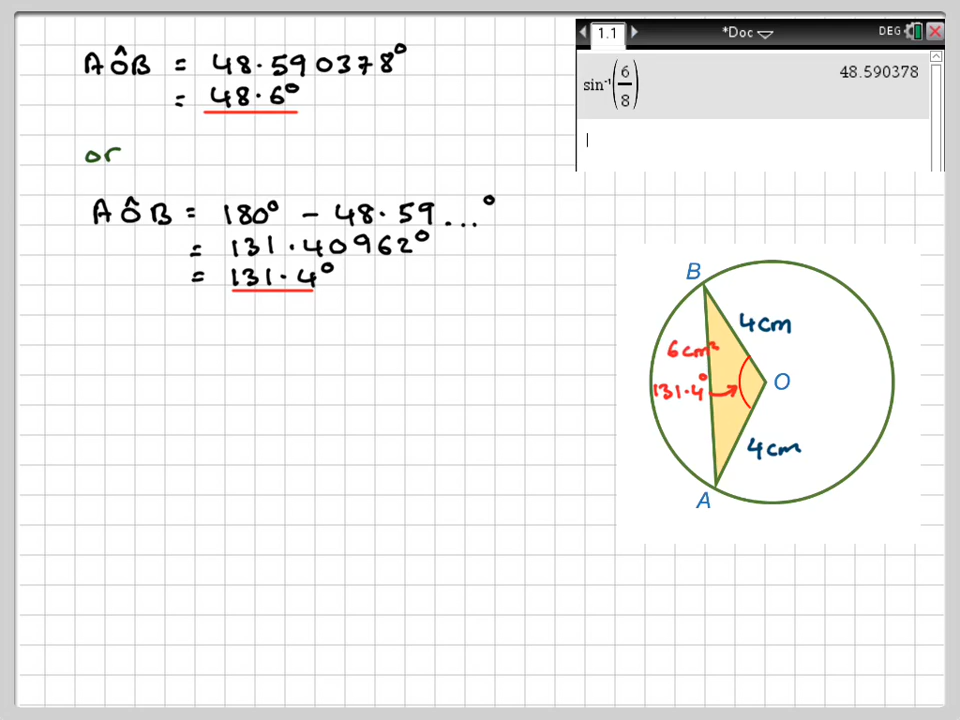 AÔB = 48.590378°
= 48.6°
or
AÔB = 180° - 48.59...°
= 131.40962°
= 131.4°
1.1 *Doc DEG
sin⁻¹(6/8) 48.590378
B
4cm
6cm²
131.4°
O
4cm
A